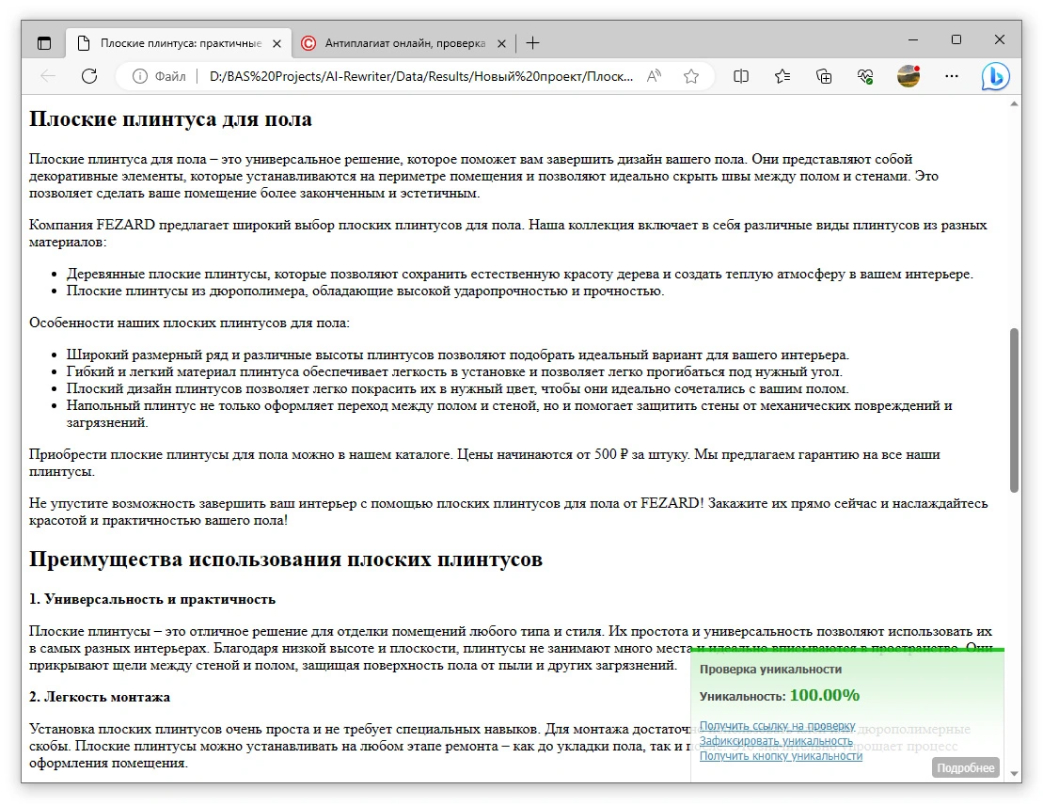 Плоские плинтуса: практичные
Антиплагиат онлайн, проверка
Файл
D:/BAS%20Projects/AI-Rewriter/Data/Results/Новый%20проект/Плоск...
Плоские плинтуса для пола
Плоские плинтуса для пола – это универсальное решение, которое поможет вам завершить дизайн вашего пола. Они представляют собой
декоративные элементы, которые устанавливаются на периметре помещения и позволяют идеально скрыть швы между полом и стенами. Это
позволяет сделать ваше помещение более законченным и эстетичным.
Компания FEZARD предлагает широкий выбор плоских плинтусов для пола. Наша коллекция включает в себя различные виды плинтусов из разных
материалов:
• Деревянные плоские плинтусы, которые позволяют сохранить естественную красоту дерева и создать теплую атмосферу в вашем интерьере.
• Плоские плинтусы из дюрополимера, обладающие высокой ударопрочностью и прочностью.
Особенности наших плоских плинтусов для пола:
• Широкий размерный ряд и различные высоты плинтусов позволяют подобрать идеальный вариант для вашего интерьера.
• Гибкий и легкий материал плинтуса обеспечивает легкость в установке и позволяет легко прогибаться под нужный угол.
• Плоский дизайн плинтусов позволяет легко покрасить их в нужный цвет, чтобы они идеально сочетались с вашим полом.
• Напольный плинтус не только оформляет переход между полом и стеной, но и помогает защитить стены от механических повреждений и
загрязнений.
Приобрести плоские плинтусы для пола можно в нашем каталоге. Цены начинаются от 500 ₽ за штуку. Мы предлагаем гарантию на все наши
плинтусы.
Не упустите возможность завершить ваш интерьер с помощью плоских плинтусов для пола от FEZARD! Закажите их прямо сейчас и наслаждайтесь
красотой и практичностью вашего пола!
Преимущества использования плоских плинтусов
1. Универсальность и практичность
Плоские плинтусы – это отличное решение для отделки помещений любого типа и стиля. Их простота и универсальность позволяют использовать их
в самых разных интерьерах. Благодаря низкой высоте и плоскости, плинтусы не занимают много места и идеально вписываются в пространство. Они
прикрывают щели между стеной и полом, защищая поверхность пола от пыли и других загрязнений.
2. Легкость монтажа
Установка плоских плинтусов очень проста и не требует специальных навыков. Для монтажа достаточно дюрополимерные
скобы. Плоские плинтусы можно устанавливать на любом этапе ремонта – как до укладки пола, так и упрощает процесс
оформления помещения.
Проверка уникальности
Уникальность: 100.00%
Получить ссылку на проверку
Зафиксировать уникальность
Получить кнопку уникальности
Подробнее